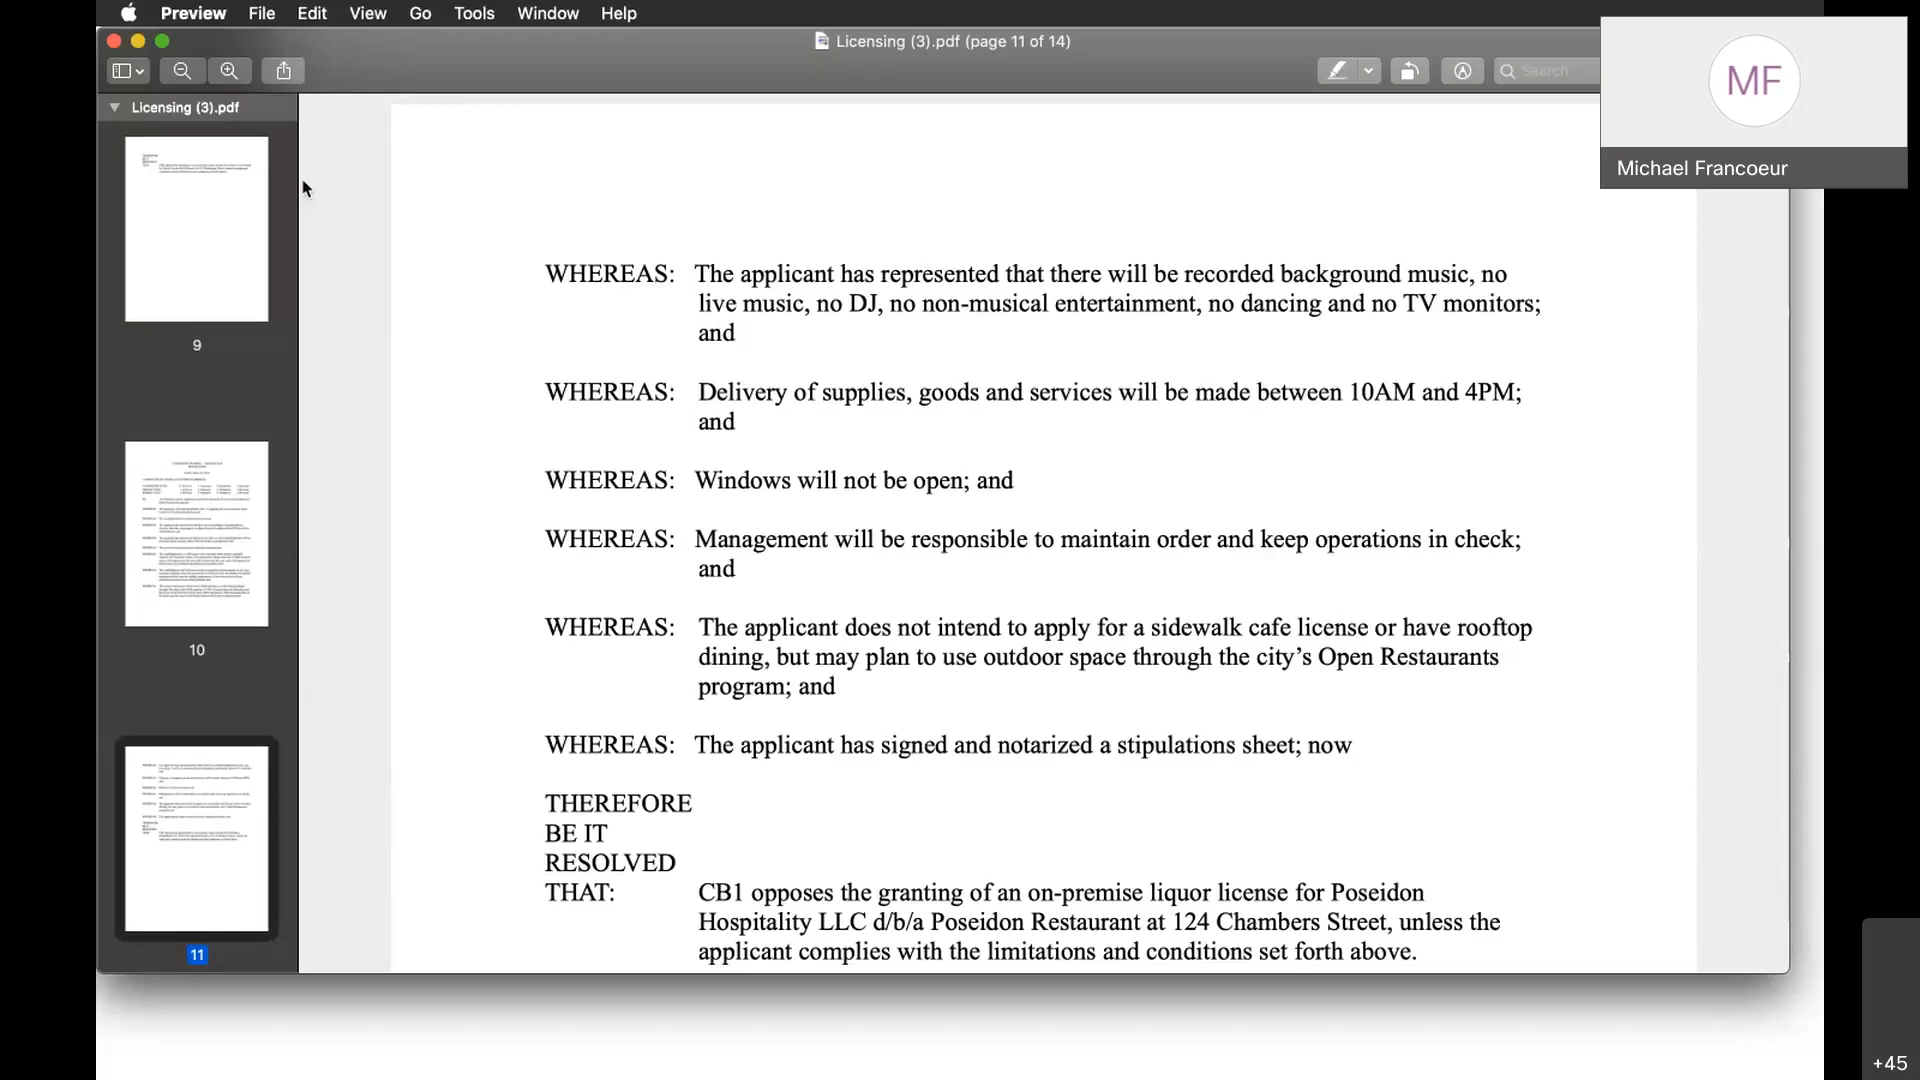 Preview File Edit View Go Tools Window Help
Licensing (3).pdf (page 11 of 14)
Search
MF
Michael Francoeur
Licensing (3).pdf
9
10
11
WHEREAS: The applicant has represented that there will be recorded background music, no
live music, no DJ, no non-musical entertainment, no dancing and no TV monitors;
and
WHEREAS: Delivery of supplies, goods and services will be made between 10AM and 4PM;
and
WHEREAS: Windows will not be open; and
WHEREAS: Management will be responsible to maintain order and keep operations in check;
and
WHEREAS: The applicant does not intend to apply for a sidewalk cafe license or have rooftop
dining, but may plan to use outdoor space through the city’s Open Restaurants
program; and
WHEREAS: The applicant has signed and notarized a stipulations sheet; now
THEREFORE
BE IT
RESOLVED
THAT: CB1 opposes the granting of an on-premise liquor license for Poseidon
Hospitality LLC d/b/a Poseidon Restaurant at 124 Chambers Street, unless the
applicant complies with the limitations and conditions set forth above.
+45